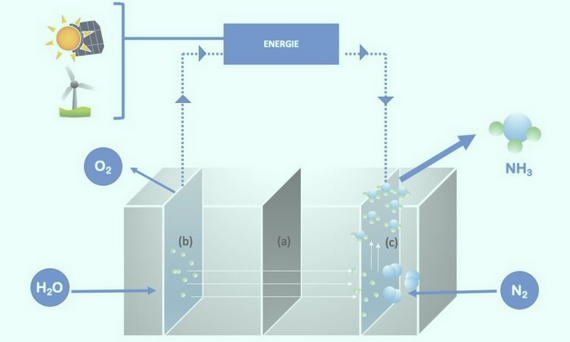 ENERGIE
O₂
NH₃
(b)
(a)
(c)
H₂O
N₂